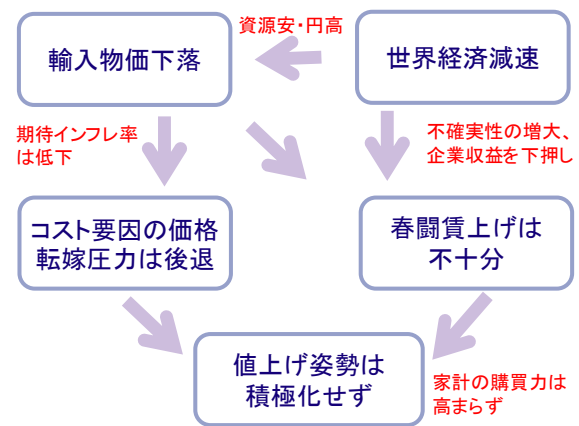 資源安・円高
輸入物価下落
世界経済減速
期待インフレ率
は低下
不確実性の増大、
企業収益を下押し
コスト要因の価格
転嫁圧力は後退
春闘賃上げは
不十分
値上げ姿勢は
積極化せず
家計の購買力は
高まらず